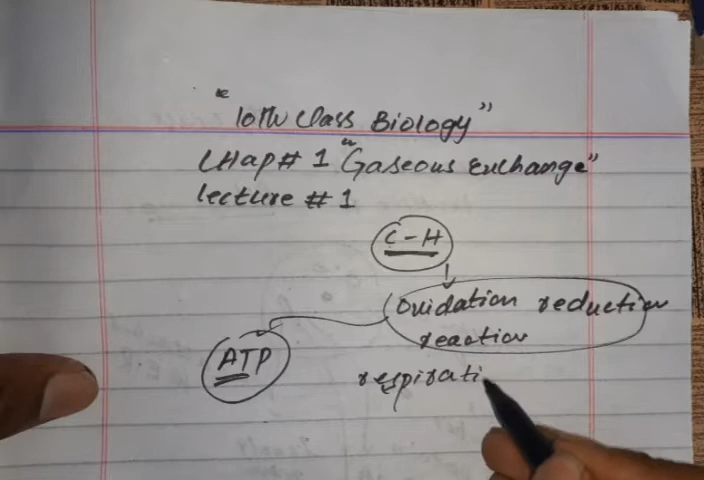 "10th Class Biology"
CHap# 1 "Gaseous Exchange"
lecture # 1
C-H
Oxidation reduction
reaction
ATP
respirati